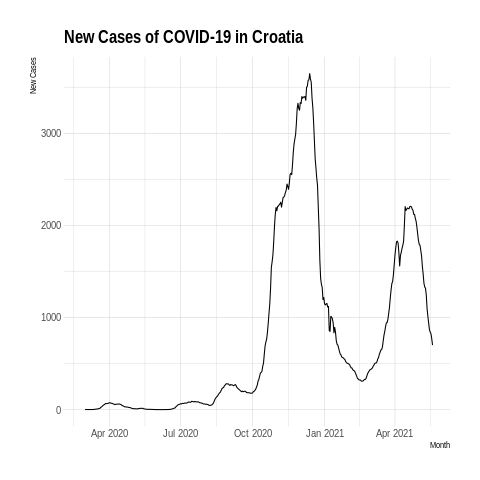 New Cases of COVID-19 in Croatia
New Cases
3000
2000
1000
0
Apr 2020
Jul 2020
Oct 2020
Jan 2021
Apr 2021
Month